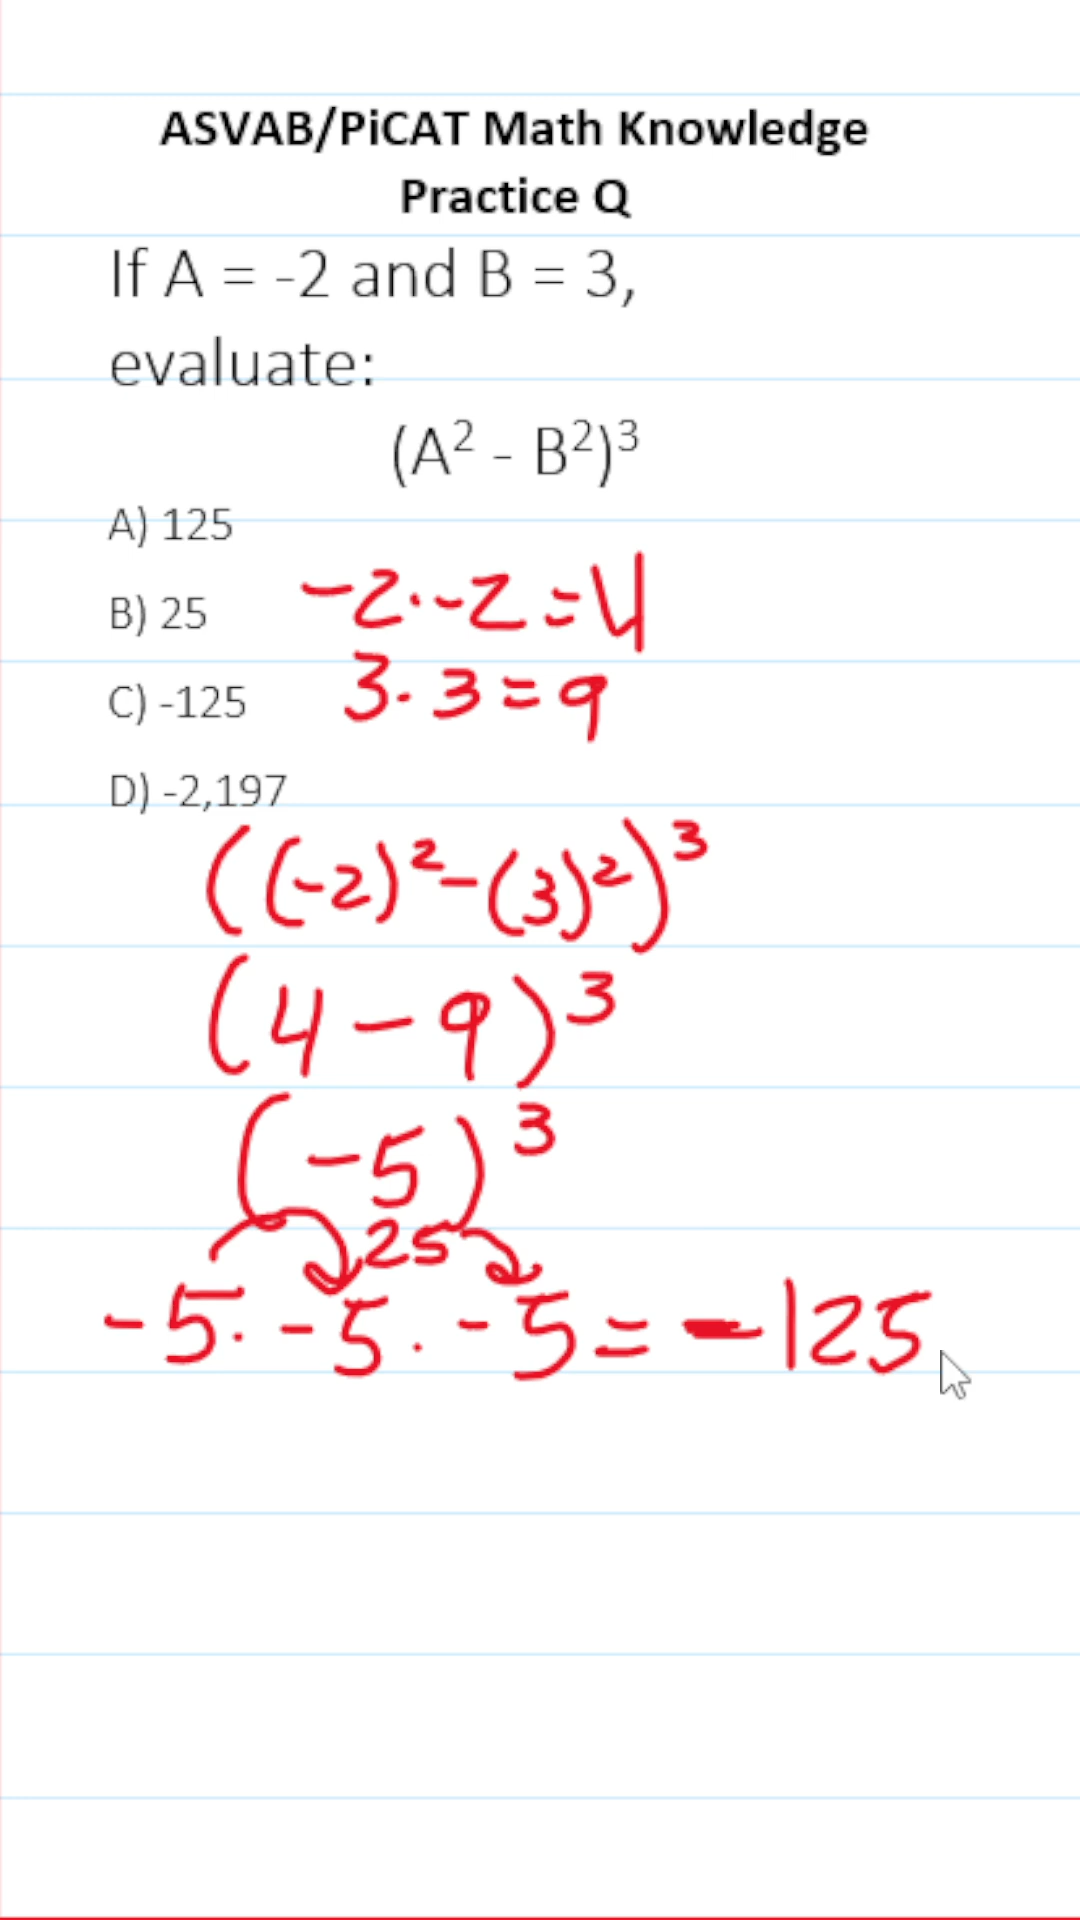 ASVAB/PiCAT Math Knowledge
Practice Q
If A = -2 and B = 3,
evaluate:
(A² - B²)³
A) 125
B) 25
C) -125
D) -2,197
-2·-2=4
3·3=9
((-2)²-(3)²)³
(4-9)³
(-5)³
25
-5·-5·-5=-125